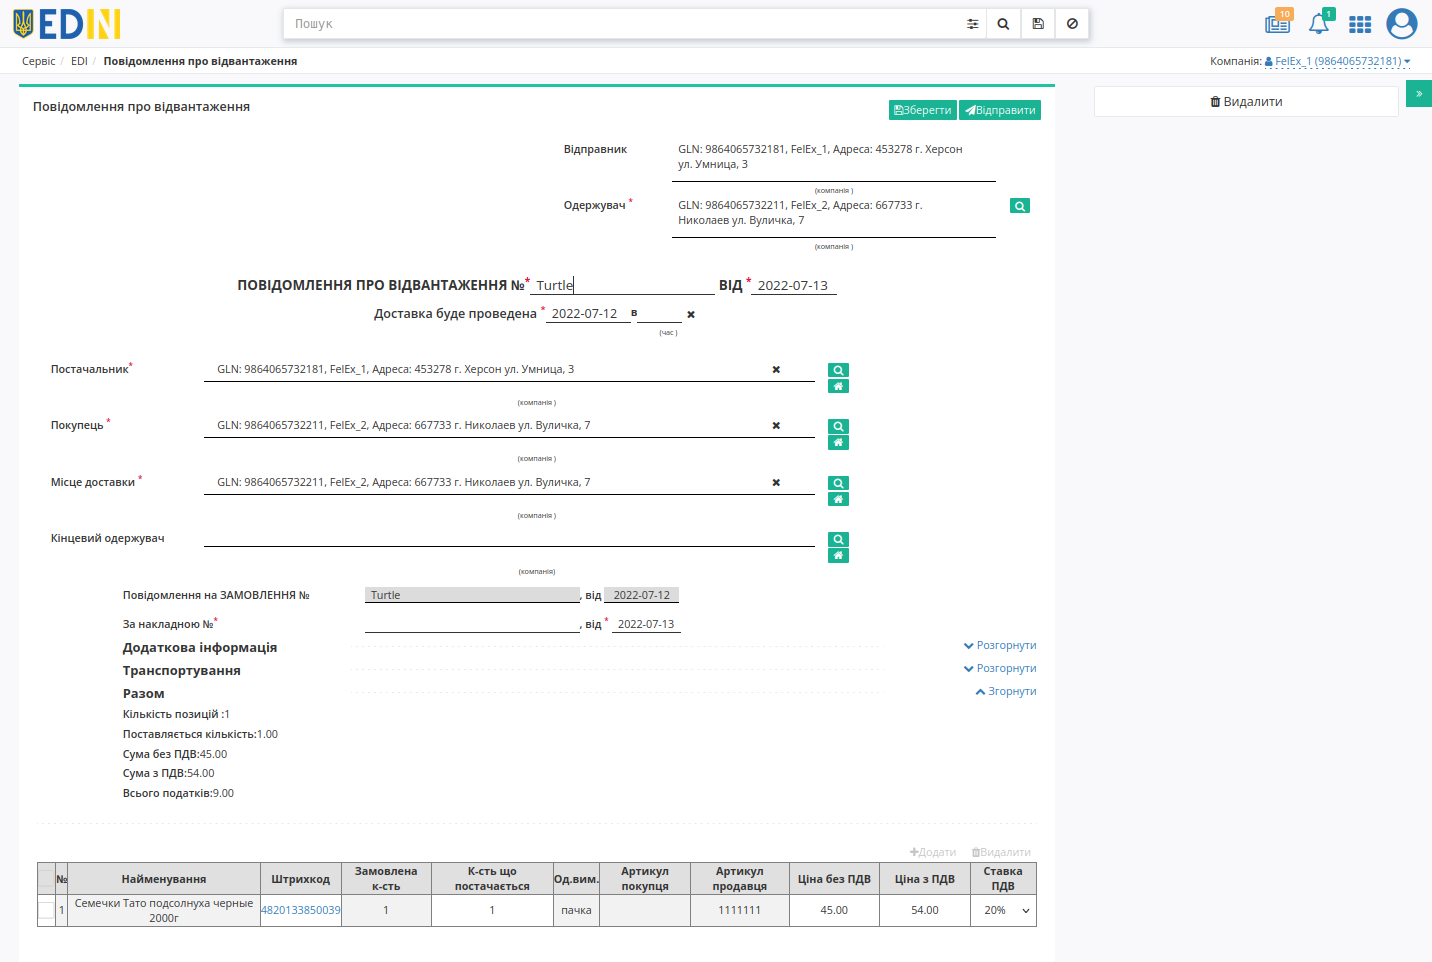 EDIN
Пошук
10
1
Сервіс / EDI / Повідомлення про відвантаження
Компанія: FelEx_1 (9864065732181)
Повідомлення про відвантаження
Зберегти Відправити
Видалити
»
Відправник GLN: 9864065732181, FelEx_1, Адреса: 453278 г. Херсон
ул. Умница, 3
(компанія )
Одержувач * GLN: 9864065732211, FelEx_2, Адреса: 667733 г.
Николаев ул. Вуличка, 7
(компанія )
ПОВІДОМЛЕННЯ ПРО ВІДВАНТАЖЕННЯ №* Turtle ВІД * 2022-07-13
Доставка буде проведена * 2022-07-12 в
(час )
Постачальник* GLN: 9864065732181, FelEx_1, Адреса: 453278 г. Херсон ул. Умница, 3
(компанія )
Покупець * GLN: 9864065732211, FelEx_2, Адреса: 667733 г. Николаев ул. Вуличка, 7
(компанія )
Місце доставки * GLN: 9864065732211, FelEx_2, Адреса: 667733 г. Николаев ул. Вуличка, 7
(компанія )
Кінцевий одержувач
(компанія)
Повідомлення на ЗАМОВЛЕННЯ № Turtle , від 2022-07-12
За накладною №* , від * 2022-07-13
Додаткова інформація Розгорнути
Транспортування Розгорнути
Разом Згорнути
Кількість позицій :1
Поставляється кількість:1.00
Сума без ПДВ:45.00
Сума з ПДВ:54.00
Всього податків:9.00
Додати Видалити
№ Найменування Штрихкод Замовлена к-сть К-сть що постачається Од.вим. Артикул покупця Артикул продавця Ціна без ПДВ Ціна з ПДВ Ставка ПДВ
1 Семечки Тато подсолнуха черные 2000г 4820133850039 1 1 пачка 1111111 45.00 54.00 20%